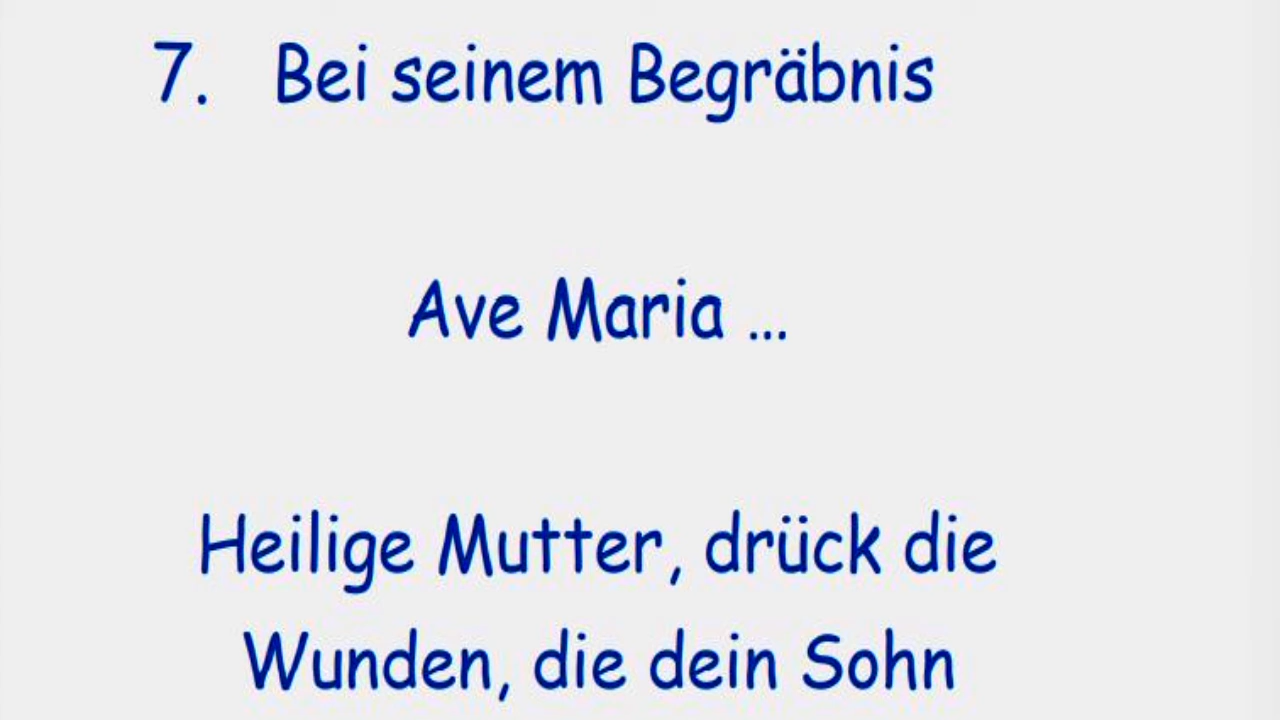 7. Bei seinem Begräbnis
Ave Maria ...
Heilige Mutter, drück die
Wunden, die dein Sohn